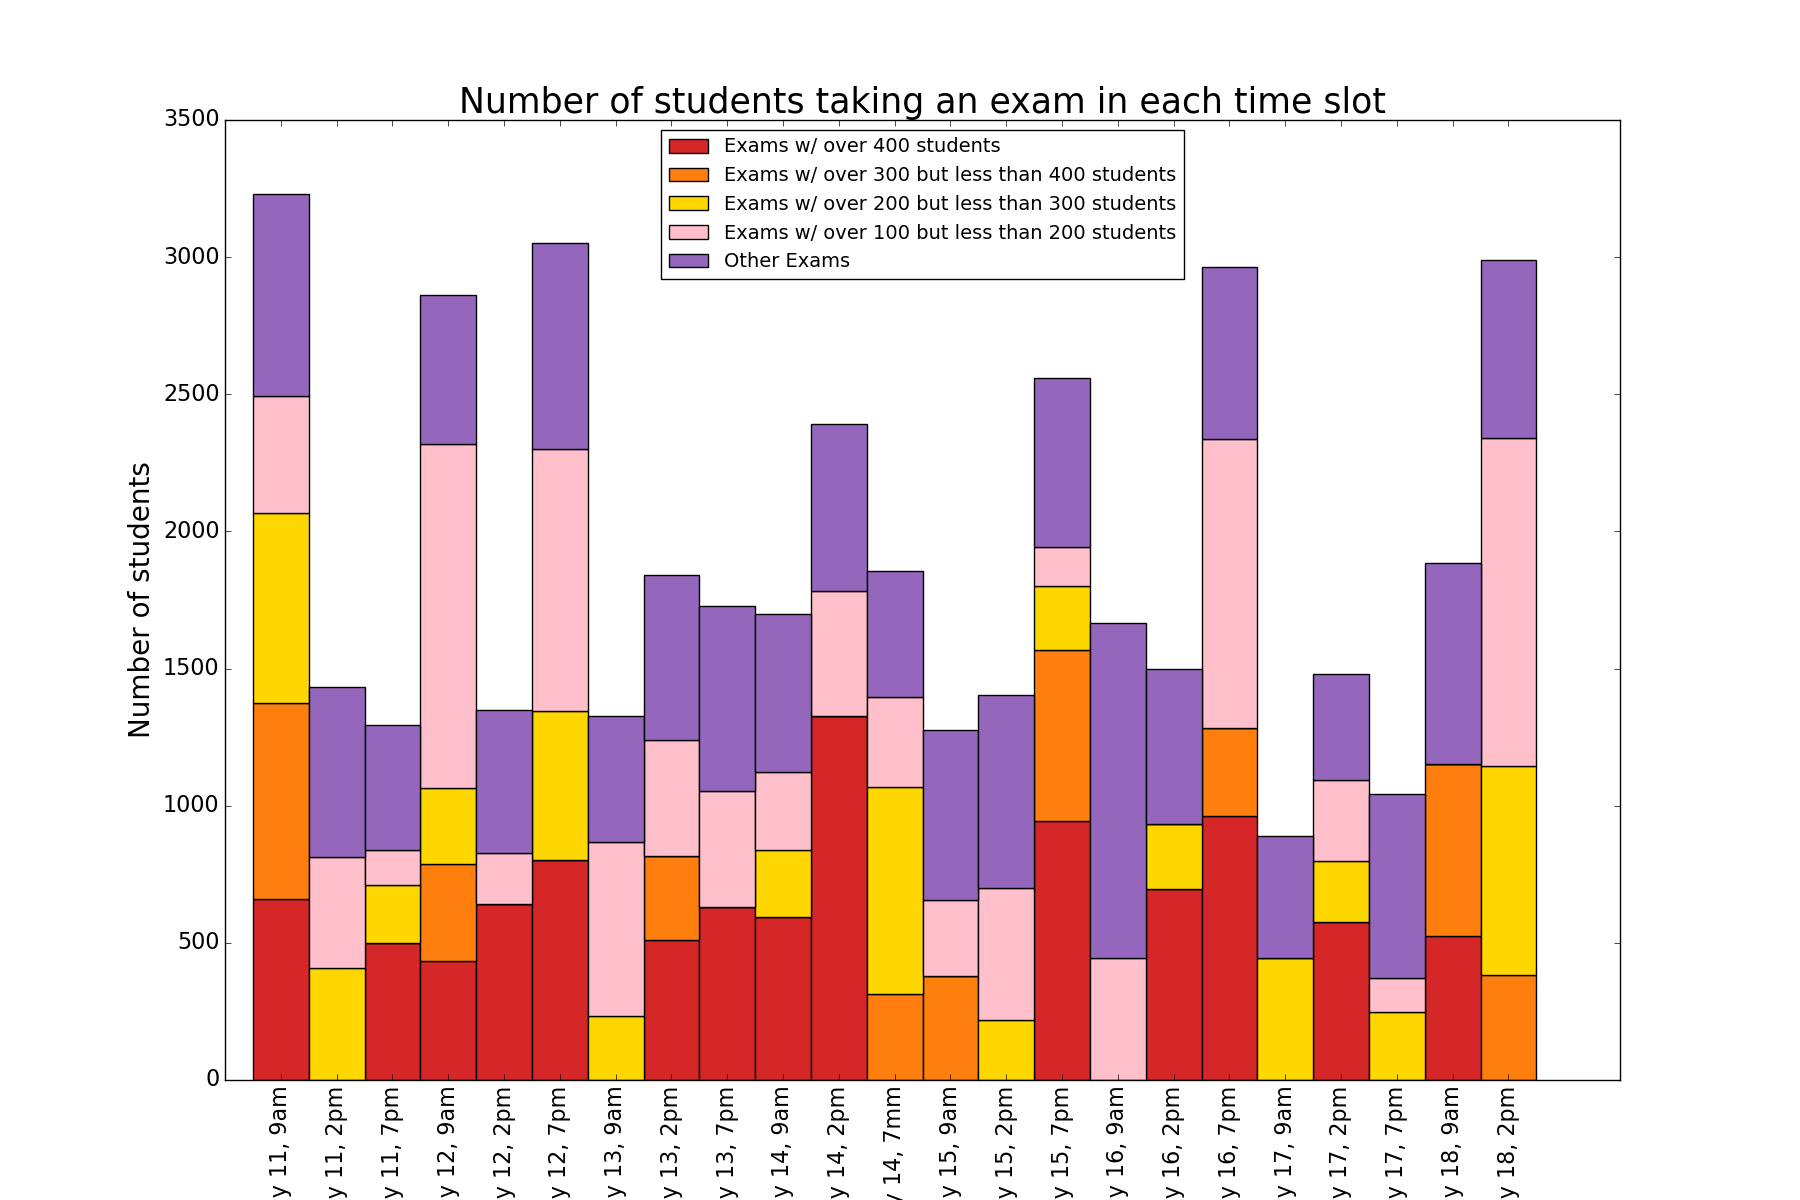 Number of students taking an exam in each time slot
3500
3000
2500
2000
1500
1000
500
0
Number of students
Exams w/ over 400 students
Exams w/ over 300 but less than 400 students
Exams w/ over 200 but less than 300 students
Exams w/ over 100 but less than 200 students
Other Exams
y 11, 9am
y 11, 2pm
y 11, 7pm
y 12, 9am
y 12, 2pm
y 12, 7pm
y 13, 9am
y 13, 2pm
y 13, 7pm
y 14, 9am
y 14, 2pm
y 14, 7mm
y 15, 9am
y 15, 2pm
y 15, 7pm
y 16, 9am
y 16, 2pm
y 16, 7pm
y 17, 9am
y 17, 2pm
y 17, 7pm
y 18, 9am
y 18, 2pm